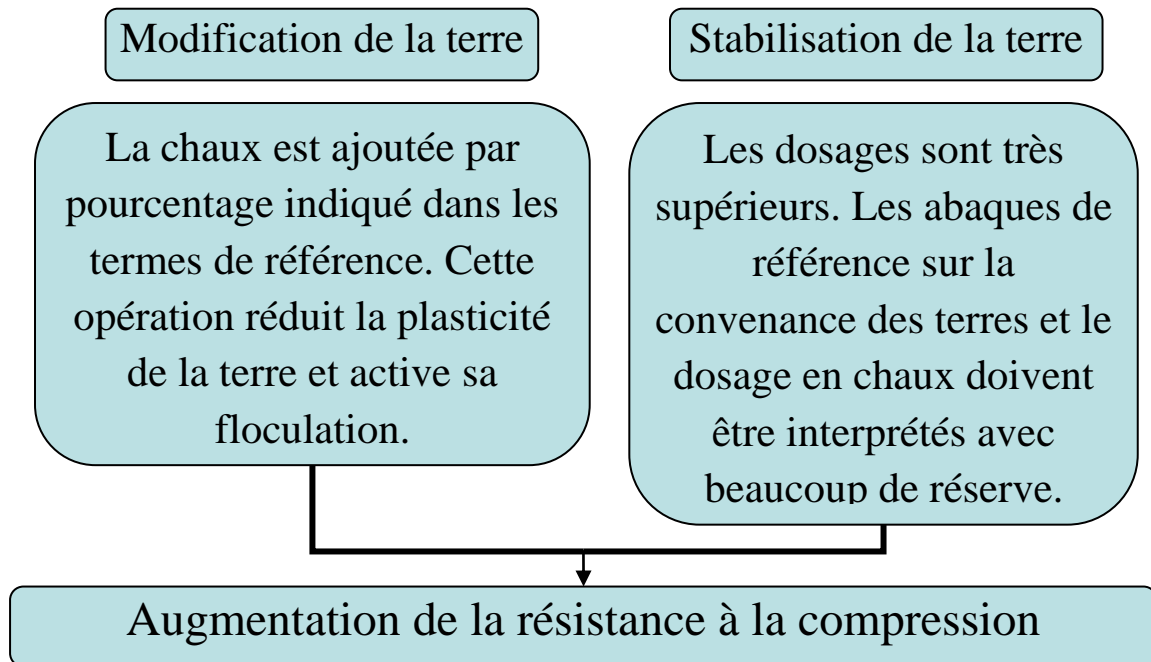 Modification de la terre
Stabilisation de la terre
La chaux est ajoutée par
pourcentage indiqué dans les
termes de référence. Cette
opération réduit la plasticité
de la terre et active sa
floculation.
Les dosages sont très
supérieurs. Les abaques de
référence sur la
convenance des terres et le
dosage en chaux doivent
être interprétés avec
beaucoup de réserve.
Augmentation de la résistance à la compression